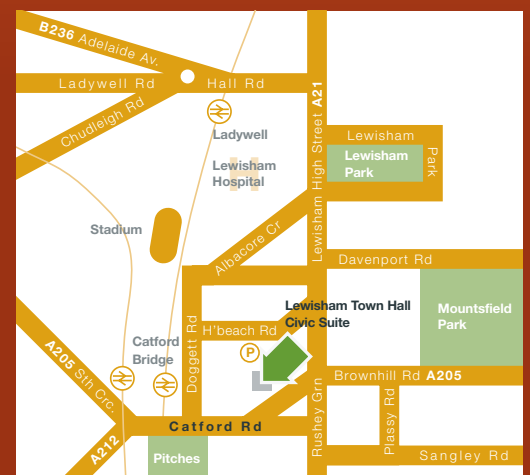 B236 Adelaide Av.
Ladywell Rd
Hall Rd
Chudleigh Rd
Ladywell
Lewisham High Street A21
Lewisham
Park
Lewisham
Park
Lewisham
Hospital
H
Stadium
Albacore Cr
Davenport Rd
Lewisham Town Hall
Civic Suite
Mountsfield
Park
H'beach Rd
Doggett Rd
P
Catford
Bridge
A205 Sth Crc.
Brownhill Rd A205
Rushey Grn
Plassy Rd
Catford Rd
A212
Pitches
Sangley Rd